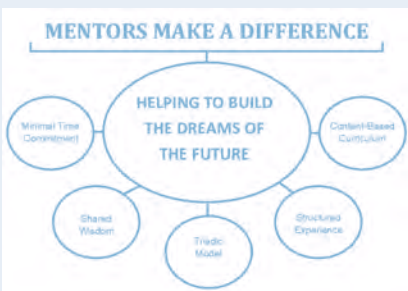 MENTORS MAKE A DIFFERENCE
HELPING TO BUILD
THE DREAMS OF
THE FUTURE
Minimal Time
Commitment
Content-Based
Curriculum
Shared
Wisdom
Structured
Experience
Triadic
Model